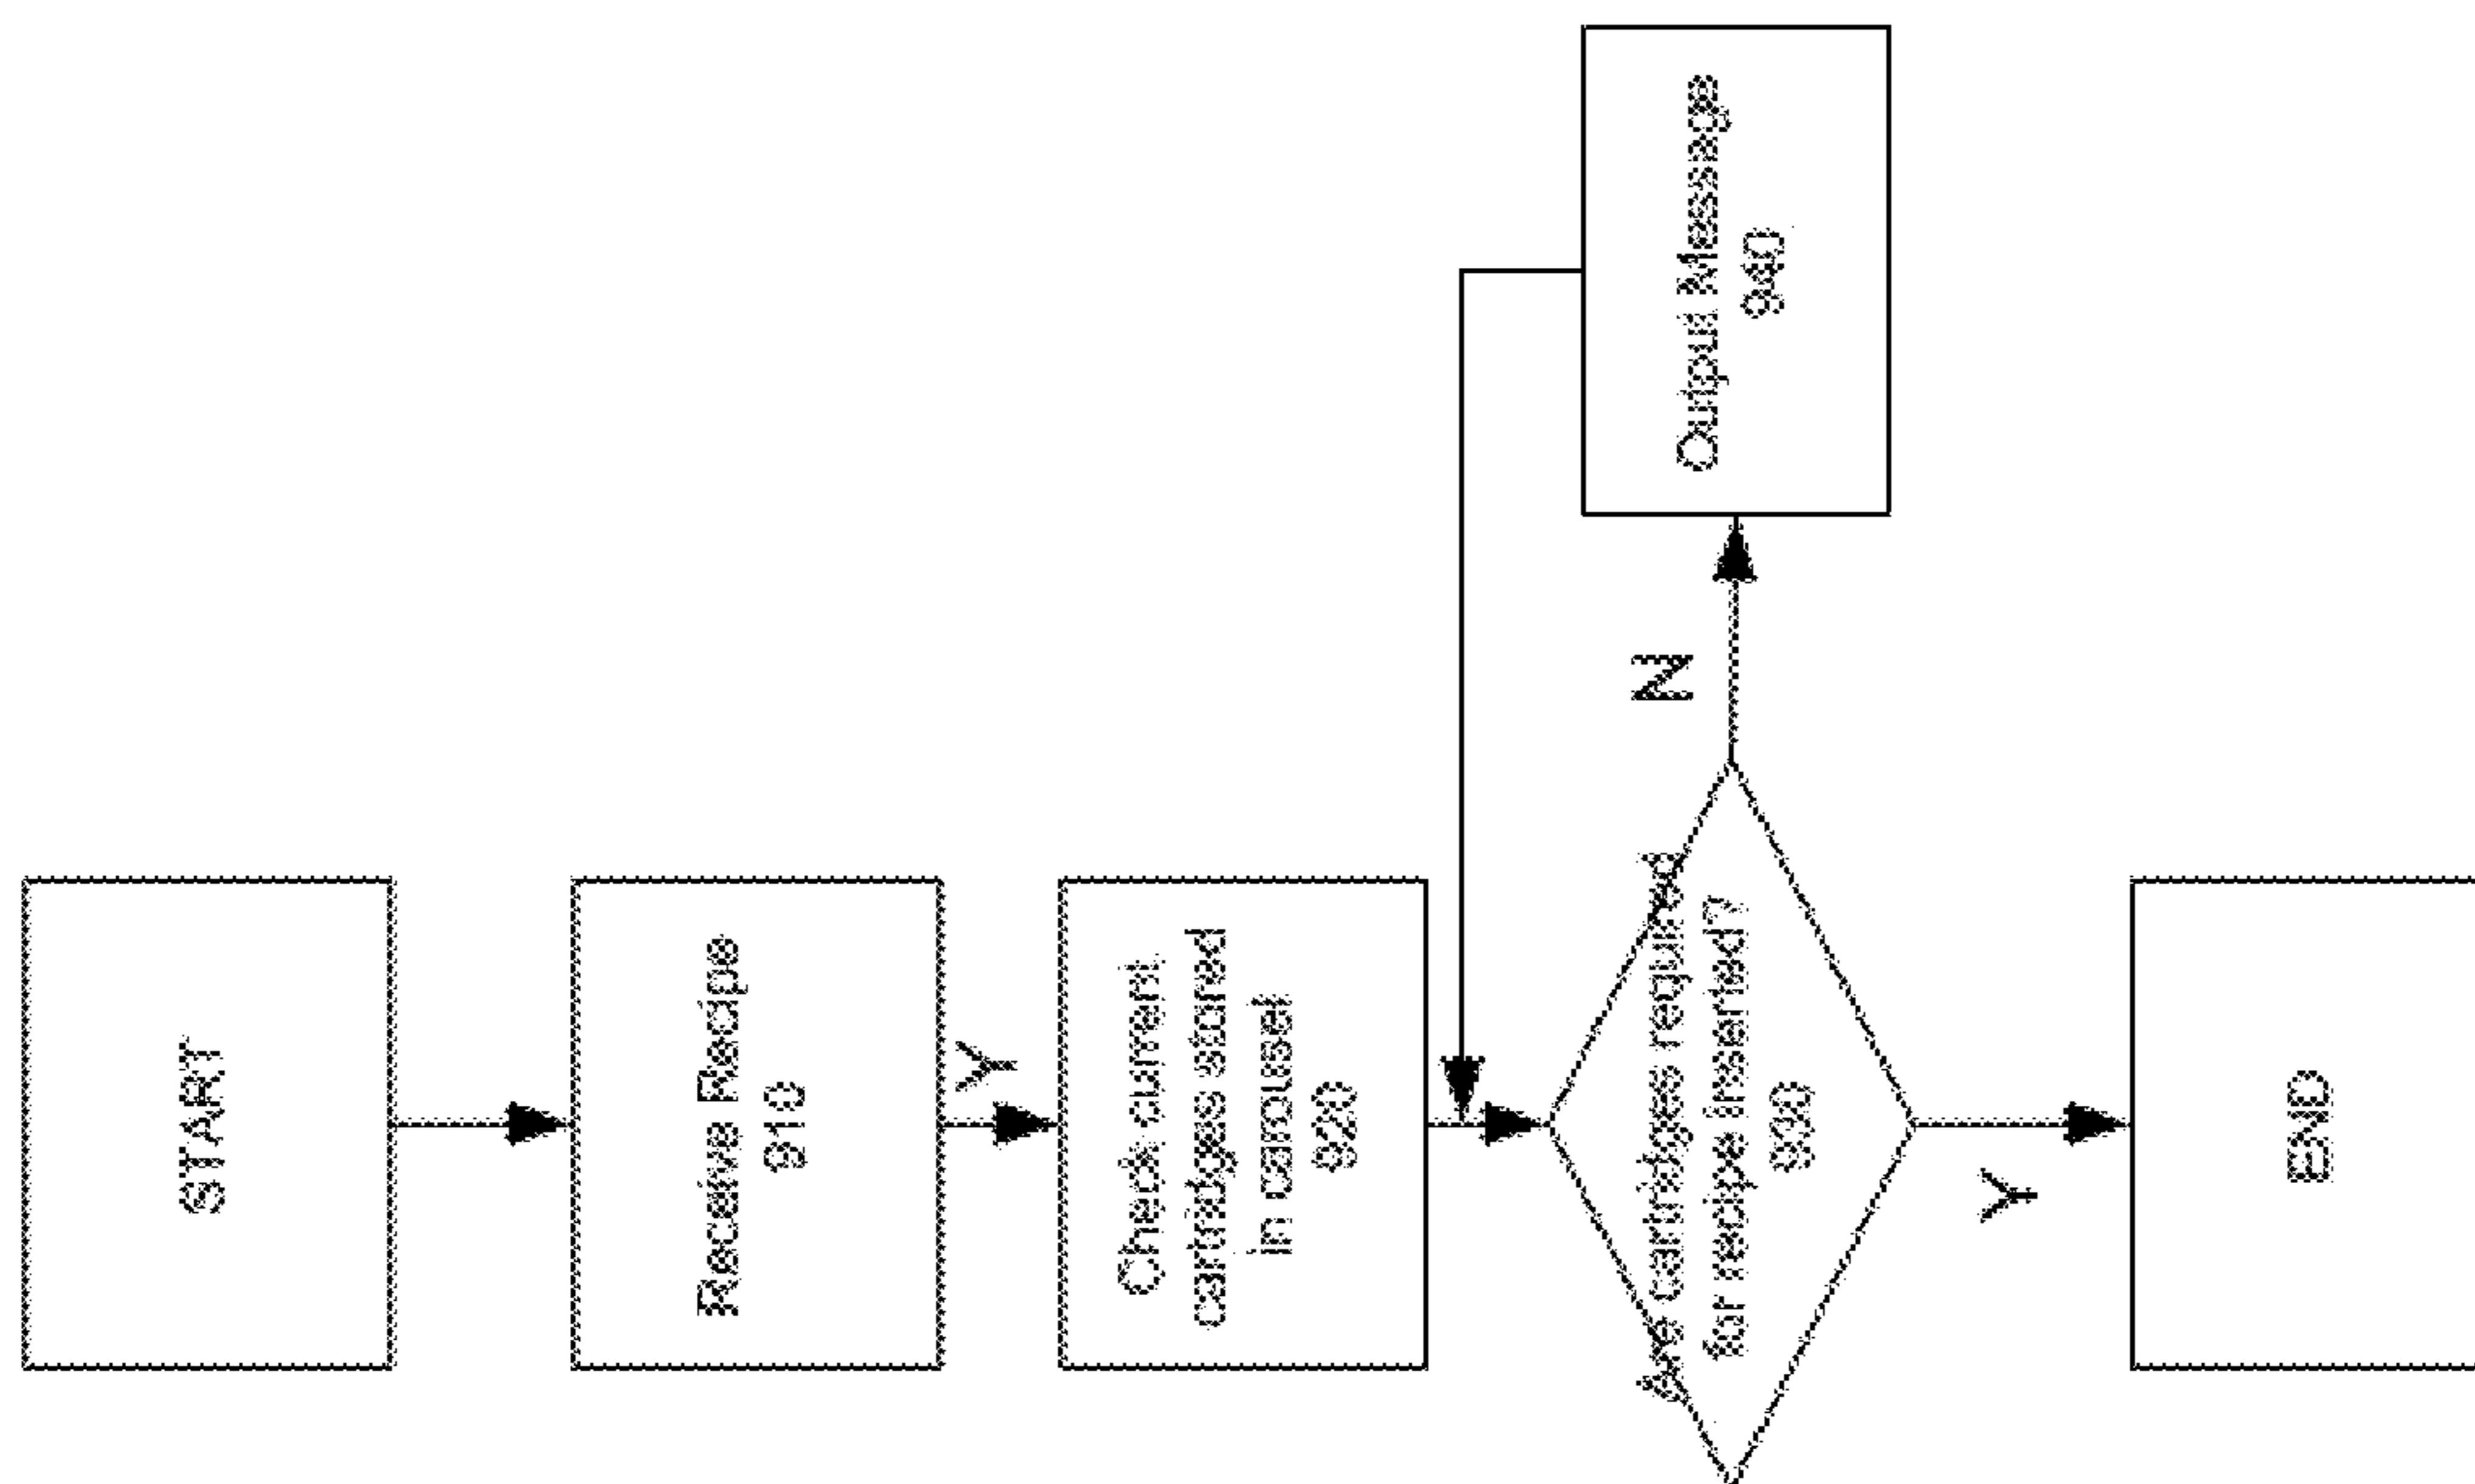 START
Receive Recipe
910
Y
Check current
cartridges stored
in carousel
920
Are cartridges required
for recipe inserted?
930
N
Output Message
940
Y
END